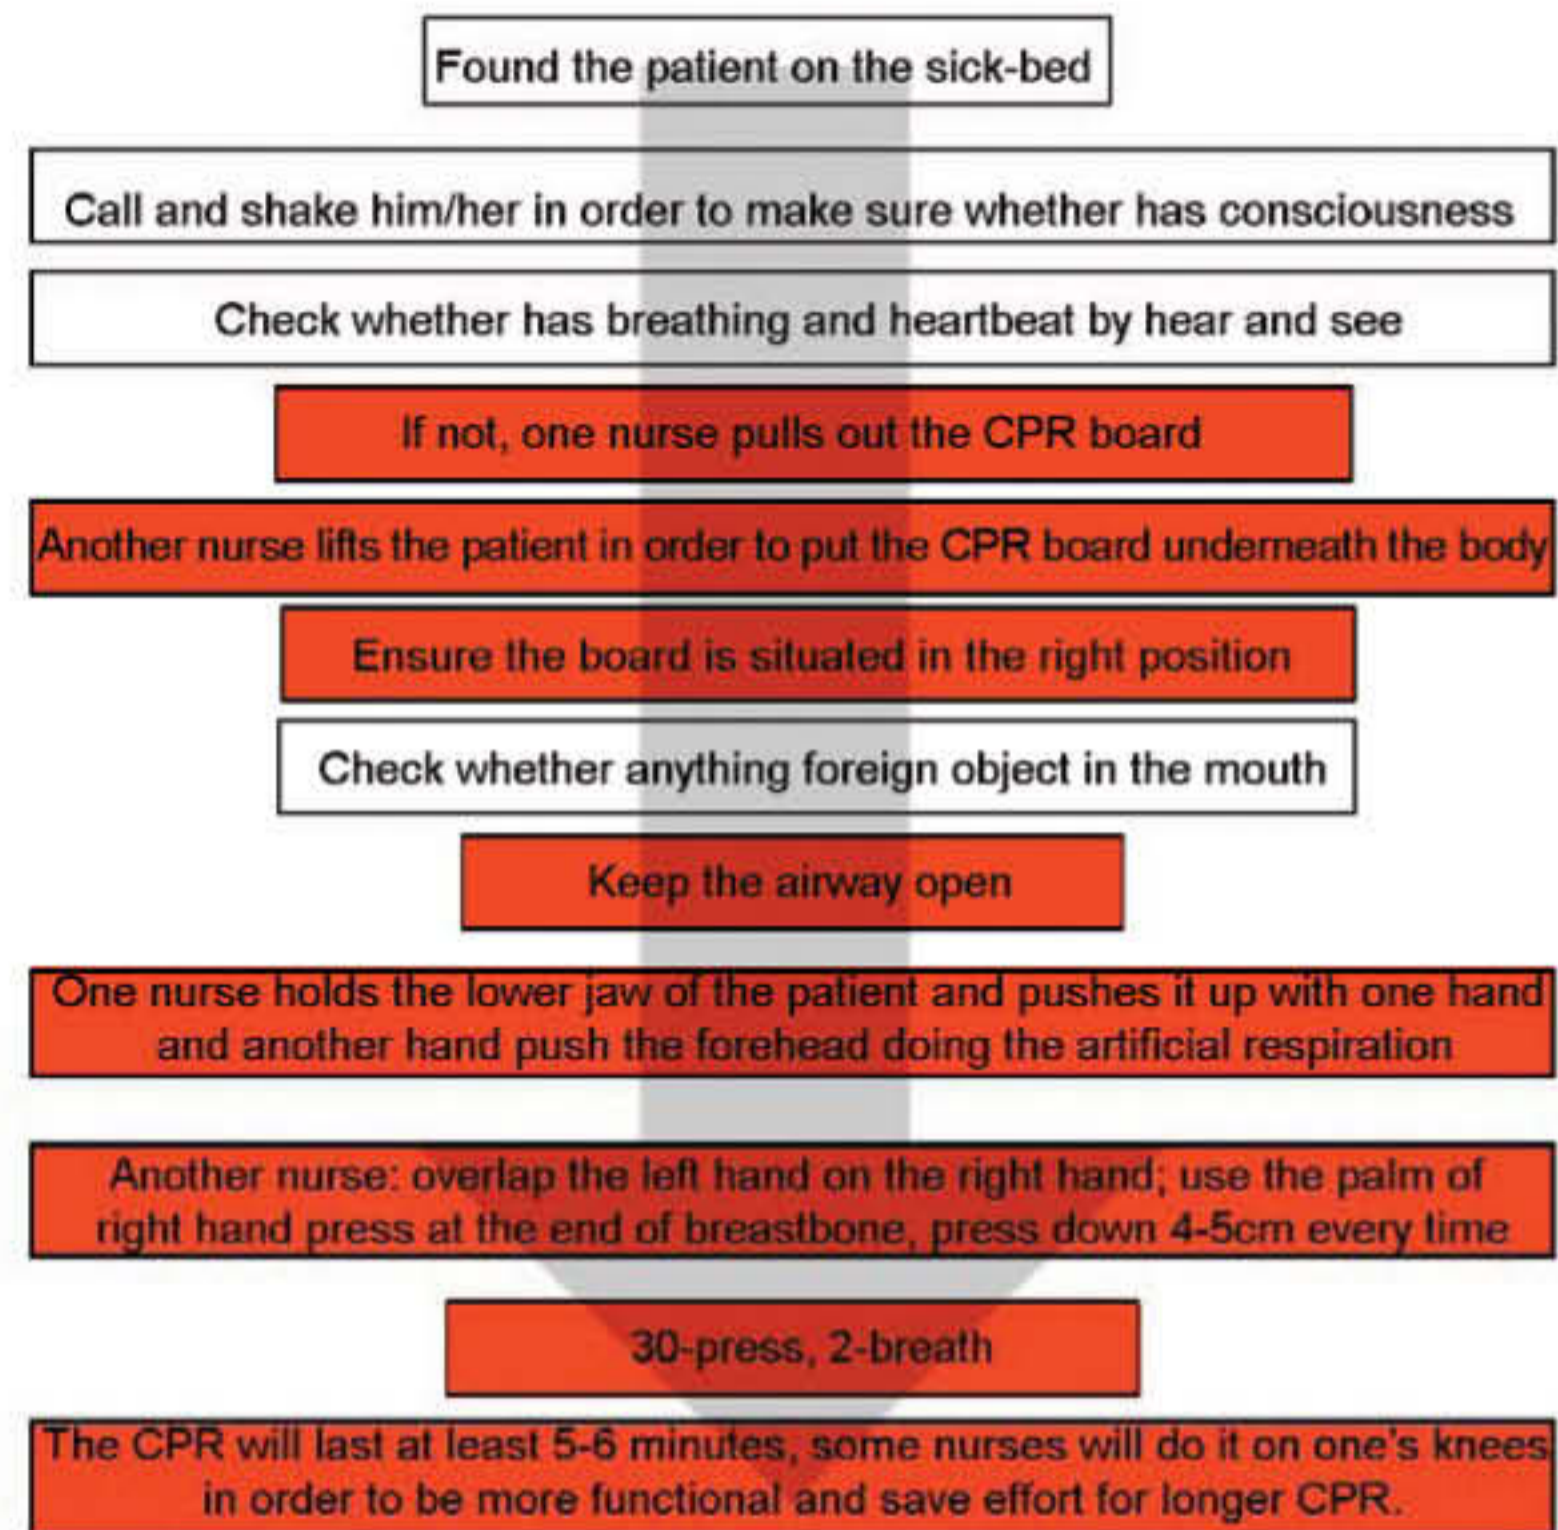 Found the patient on the sick-bed
Call and shake him/her in order to make sure whether has consciousness
Check whether has breathing and heartbeat by hear and see
If not, one nurse pulls out the CPR board
Another nurse lifts the patient in order to put the CPR board underneath the body
Ensure the board is situated in the right position
Check whether anything foreign object in the mouth
Keep the airway open
One nurse holds the lower jaw of the patient and pushes it up with one hand
and another hand push the forehead doing the artificial respiration
Another nurse: overlap the left hand on the right hand; use the palm of
right hand press at the end of breastbone, press down 4-5cm every time
30-press, 2-breath
The CPR will last at least 5-6 minutes, some nurses will do it on one's knees
in order to be more functional and save effort for longer CPR.